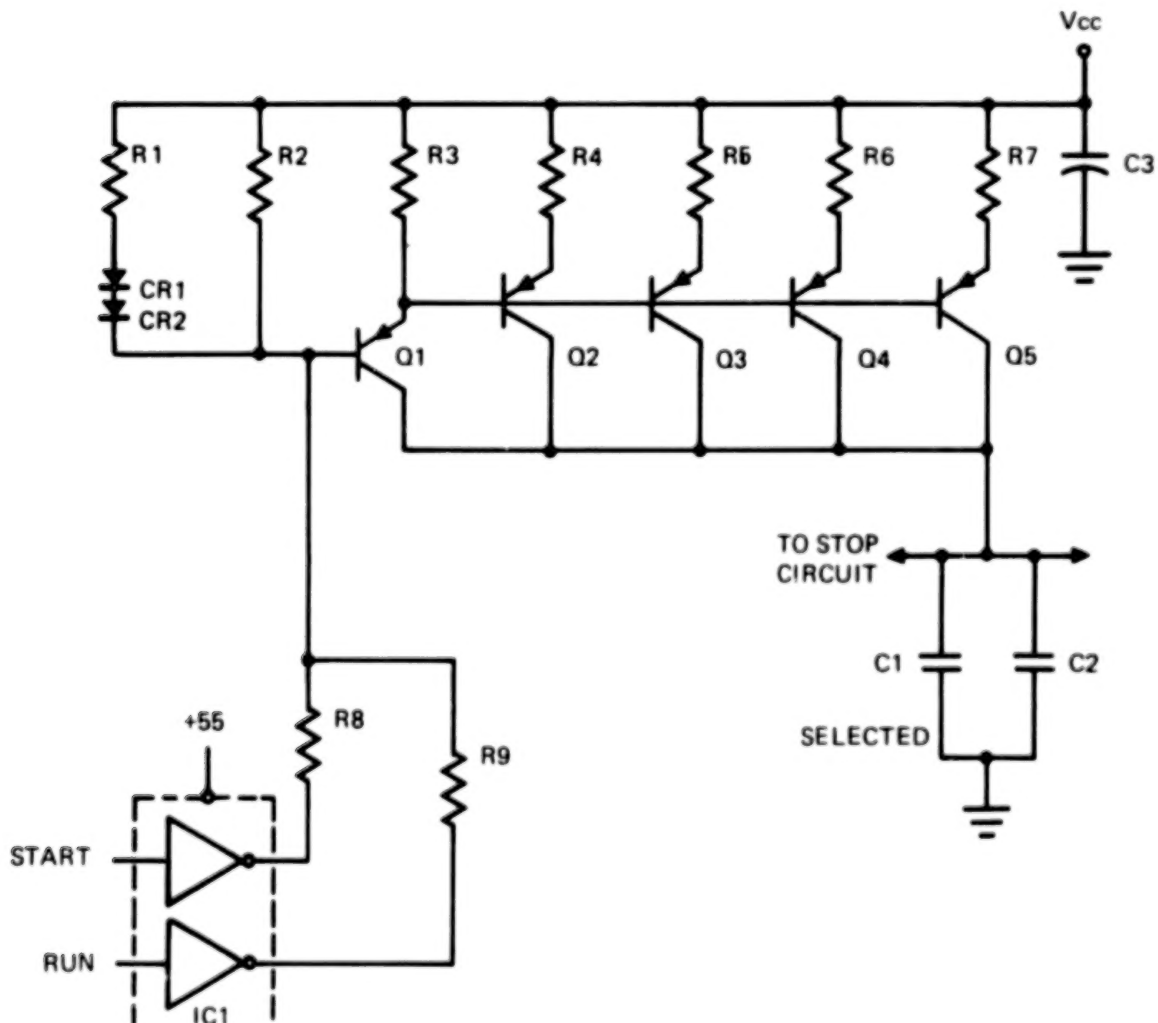 Vcc
R1
R2
R3
R4
R5
R6
R7
C3
CR1
CR2
Q1
Q2
Q3
Q4
Q5
TO STOP
CIRCUIT
C1
C2
SELECTED
+55
R8
R9
START
RUN
IC1